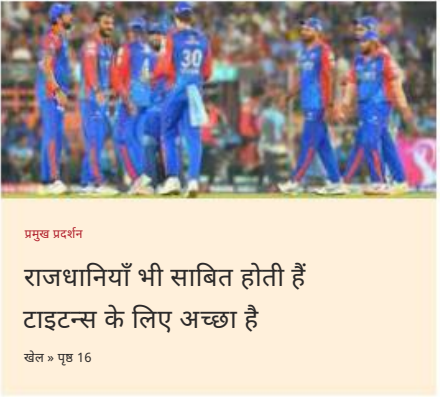 30
प्रमुख प्रदर्शन
राजधानियाँ भी साबित होती हैं
टाइटन्स के लिए अच्छा है
खेल » पृष्ठ 16